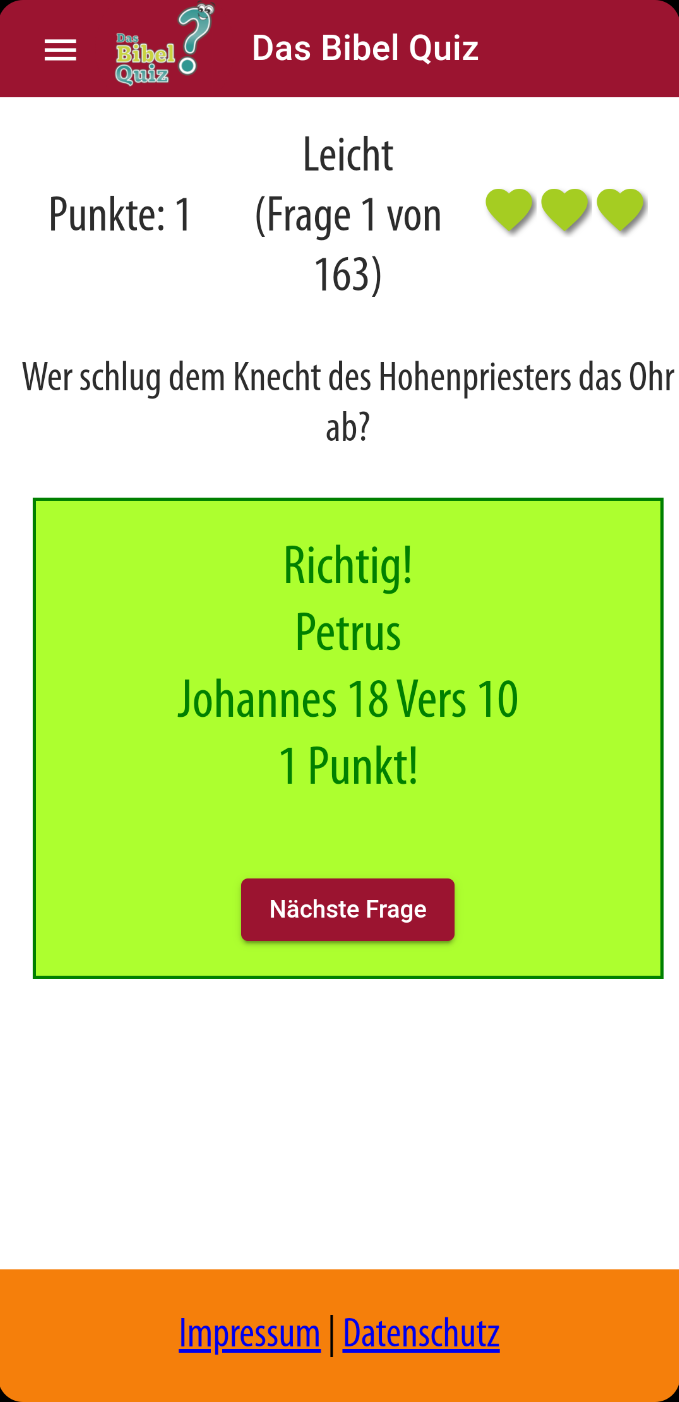 Das
Bibel
Quiz
?
Das Bibel Quiz
Leicht
Punkte: 1
(Frage 1 von
163)
Wer schlug dem Knecht des Hohenpriesters das Ohr
ab?
Richtig!
Petrus
Johannes 18 Vers 10
1 Punkt!
Nächste Frage
Impressum | Datenschutz